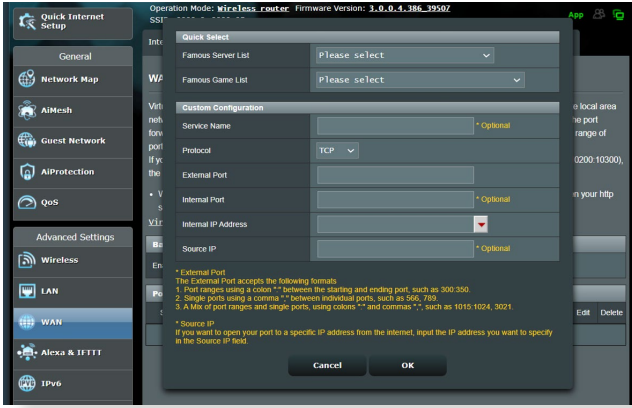 Quick Internet
Setup
General
Network Map
AiMesh
Guest Network
AiProtection
QoS
Advanced Settings
Wireless
LAN
WAN
Alexa & IFTTT
IPv6
Operation Mode: Wireless router Firmware Version: 3.0.0.4.386_39507
App
Quick Select
Famous Server List
Please select
Famous Game List
Please select
Custom Configuration
Service Name
* Optional
Protocol
TCP
External Port
Internal Port
* Optional
Internal IP Address
Source IP
* Optional
* External Port
The External Port accepts the following formats
1. Port ranges using a colon ":" between the starting and ending port, such as 300:350.
2. Single ports using a comma "," between individual ports, such as 566, 789.
3. A Mix of port ranges and single ports, using colons ":" and commas ",", such as 1015:1024, 3021.
* Source IP
If you want to open your port to a specific IP address from the internet, input the IP address you want to specify
in the Source IP field.
Cancel OK
e local area
he port
range of
0200:10300),
n your http
Edit Delete